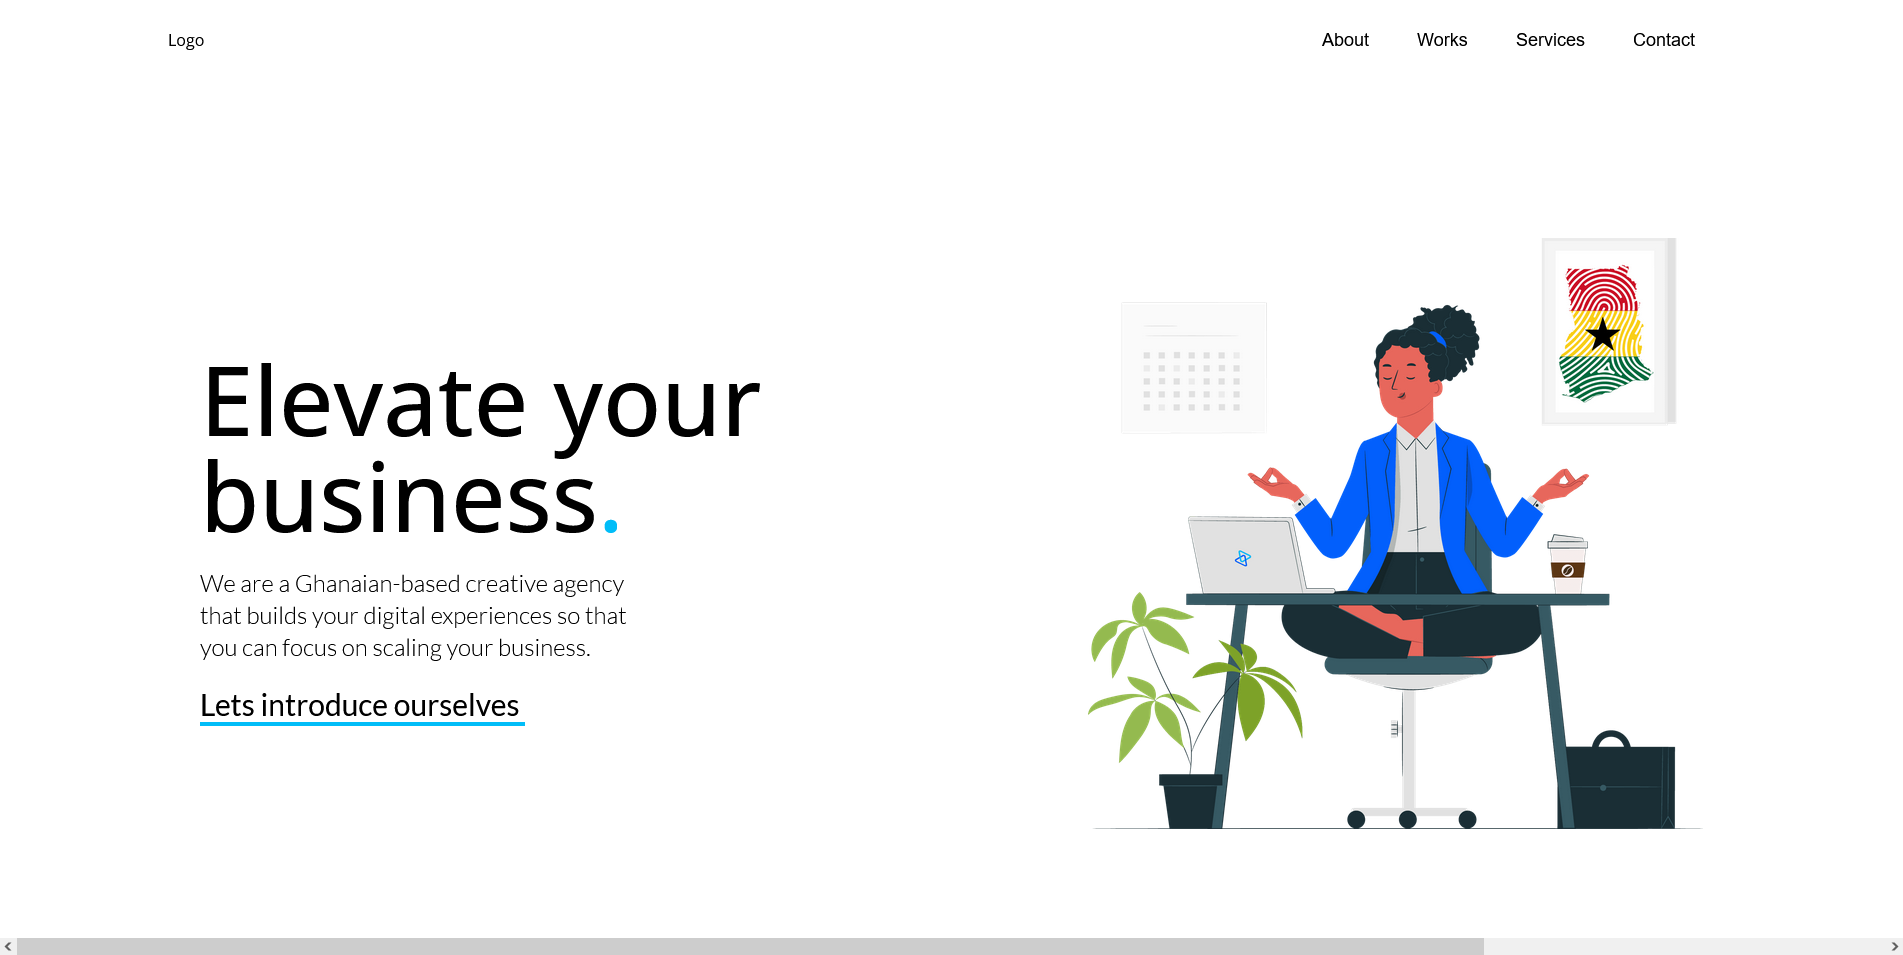 Logo
About
Works
Services
Contact
Elevate your
business.
We are a Ghanaian-based creative agency
that builds your digital experiences so that
you can focus on scaling your business.
Lets introduce ourselves